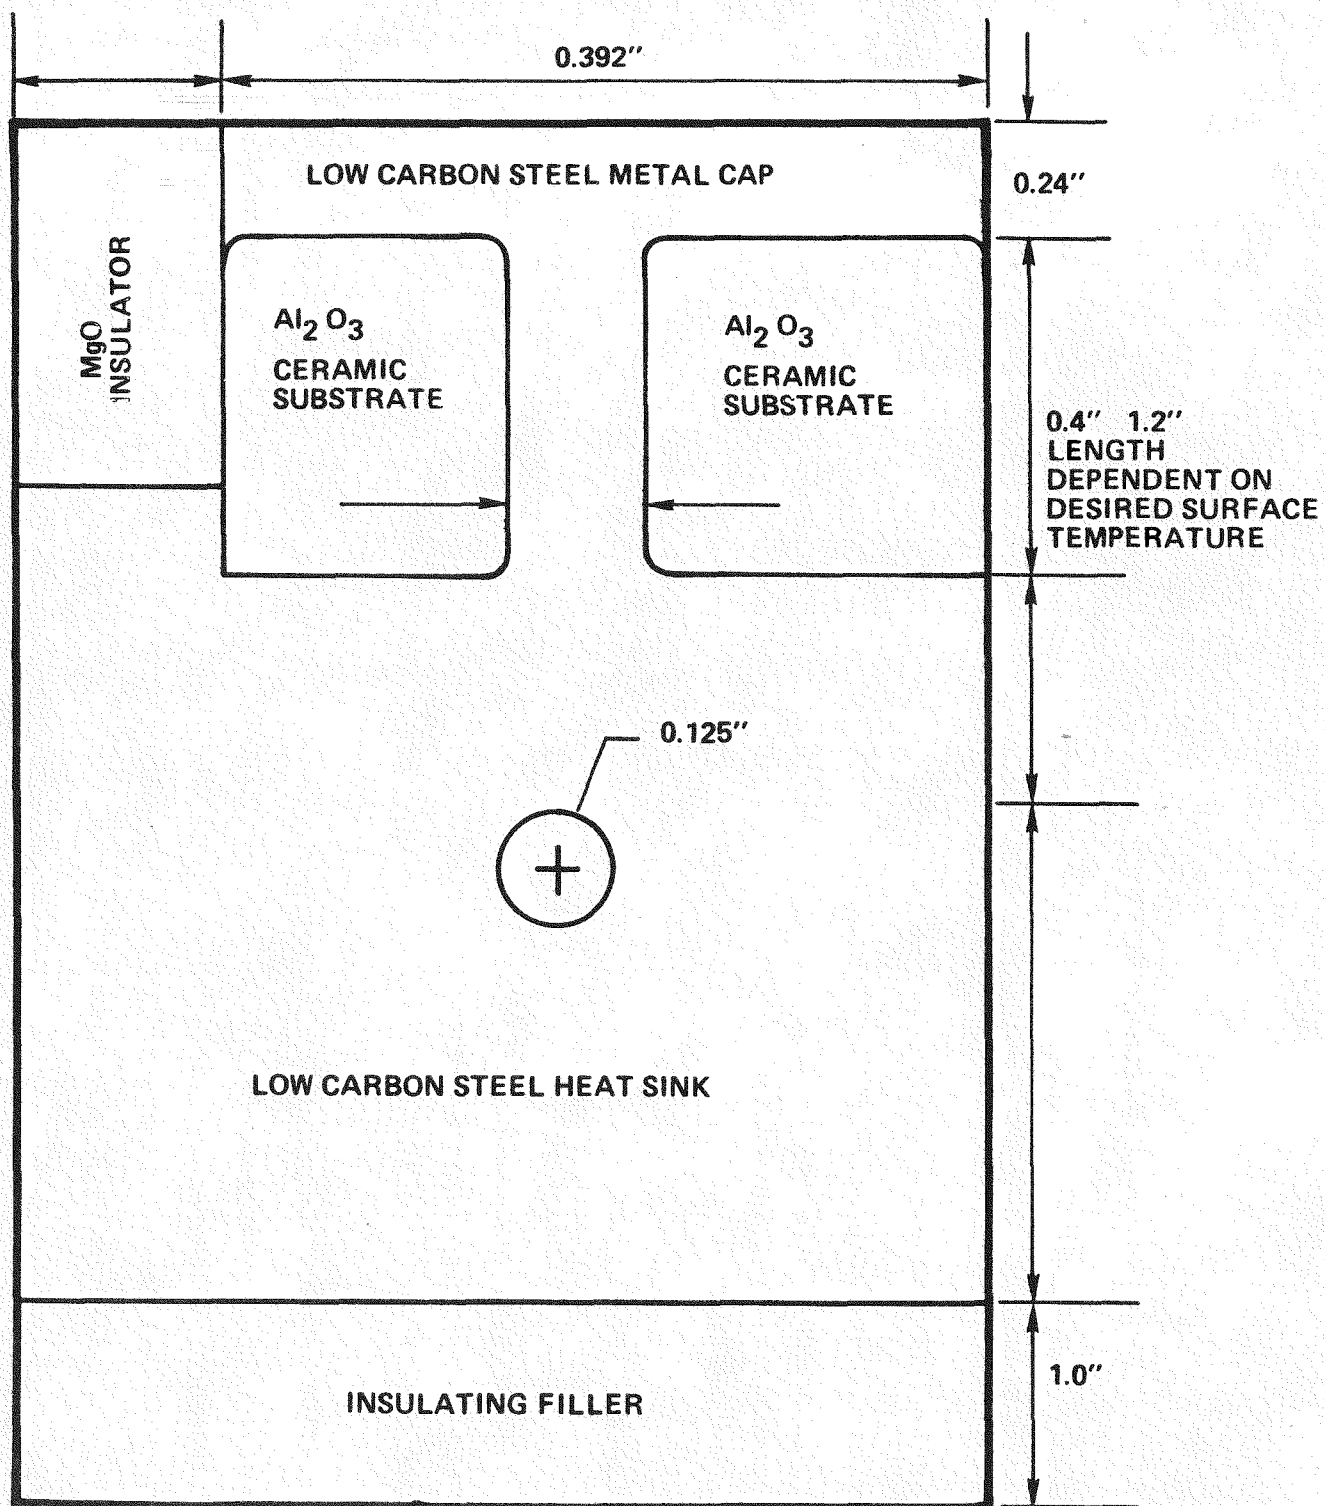 0.392″
LOW CARBON STEEL METAL CAP
0.24″
MgO
INSULATOR
Al2 O3
CERAMIC
SUBSTRATE
Al2 O3
CERAMIC
SUBSTRATE
0.4″ 1.2″
LENGTH
DEPENDENT ON
DESIRED SURFACE
TEMPERATURE
0.125″
LOW CARBON STEEL HEAT SINK
1.0″
INSULATING FILLER